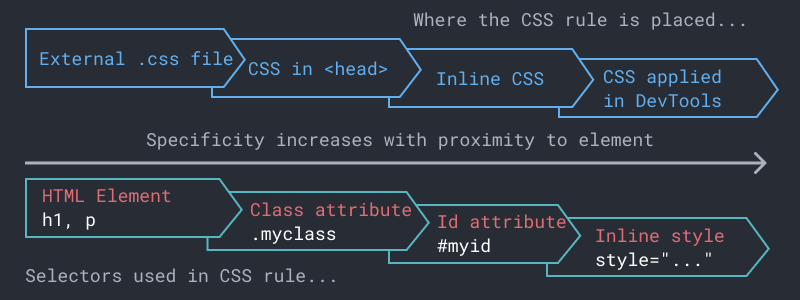 Where the CSS rule is placed...
External .css file
CSS in <head>
Inline CSS
CSS applied
in DevTools
Specificity increases with proximity to element
HTML Element
h1, p
Class attribute
.myclass
Id attribute
#myid
Inline style
style="..."
Selectors used in CSS rule...